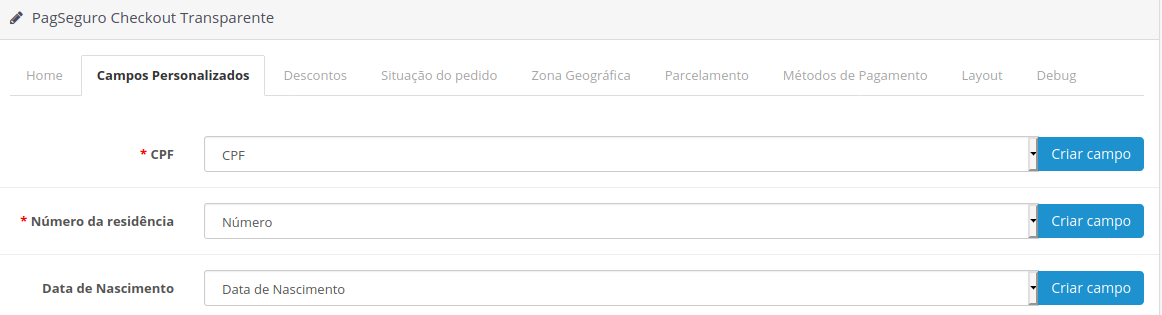 PagSeguro Checkout Transparente
Home Campos Personalizados Descontos Situação do pedido Zona Geográfica Parcelamento Métodos de Pagamento Layout Debug
* CPF CPF Criar campo
* Número da residência Número Criar campo
Data de Nascimento Data de Nascimento Criar campo